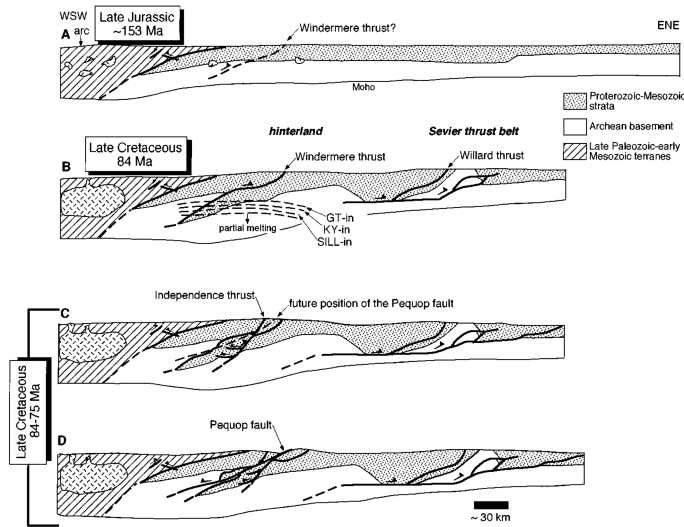 WSW
Late Jurassic
~153 Ma
Windermere thrust?
ENE
A
arc
Moho
Proterozoic-Mesozoic
strata
Archean basement
Late Paleozoic-early
Mesozoic terranes
Late Cretaceous
84 Ma
hinterland
Sevier thrust belt
B
Windermere thrust
Willard thrust
GT-in
KY-in
SILL-in
partial melting
Late Cretaceous
84-75 Ma
C
Independence thrust
future position of the Pequop fault
D
Pequop fault
~ 30 km